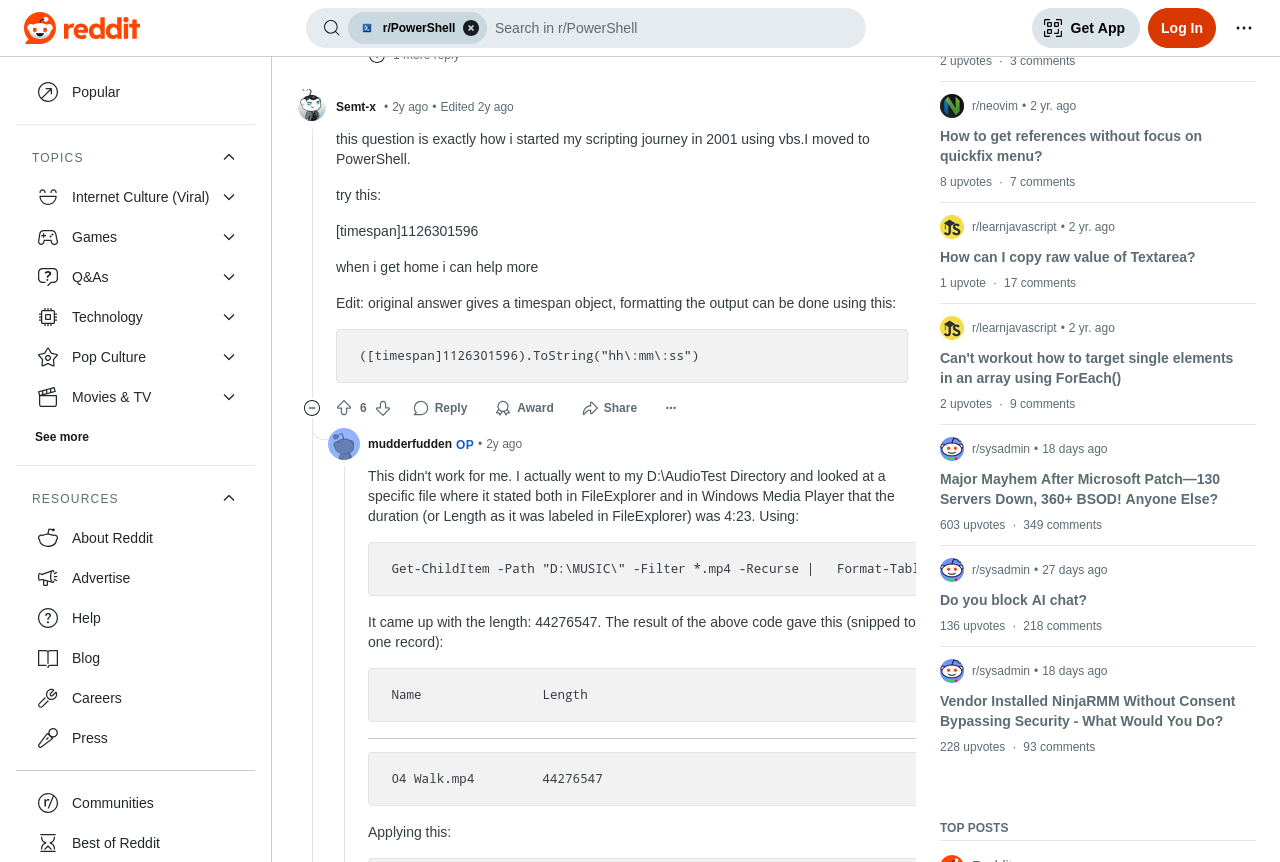 reddit
r/PowerShell
Search in r/PowerShell
Get App
Log In
Popular
TOPICS
Internet Culture (Viral)
Games
Q&As
Technology
Pop Culture
Movies & TV
See more
RESOURCES
About Reddit
Advertise
Help
Blog
Careers
Press
Communities
Best of Reddit
1 more reply
Semt-x • 2y ago • Edited 2y ago
this question is exactly how i started my scripting journey in 2001 using vbs.I moved to
PowerShell.
try this:
[timespan]1126301596
when i get home i can help more
Edit: original answer gives a timespan object, formatting the output can be done using this:
([timespan]1126301596).ToString("hh\:mm\:ss")
6 Reply Award Share
mudderfudden OP • 2y ago
This didn't work for me. I actually went to my D:\AudioTest Directory and looked at a
specific file where it stated both in FileExplorer and in Windows Media Player that the
duration (or Length as it was labeled in FileExplorer) was 4:23. Using:
Get-ChildItem -Path "D:\MUSIC\" -Filter *.mp4 -Recurse |   Format-Tabl
It came up with the length: 44276547. The result of the above code gave this (snipped to
one record):
Name                Length
04 Walk.mp4         44276547
Applying this:
2 upvotes · 3 comments
r/neovim • 2 yr. ago
How to get references without focus on
quickfix menu?
8 upvotes · 7 comments
r/learnjavascript • 2 yr. ago
How can I copy raw value of Textarea?
1 upvote · 17 comments
r/learnjavascript • 2 yr. ago
Can't workout how to target single elements
in an array using ForEach()
2 upvotes · 9 comments
r/sysadmin • 18 days ago
Major Mayhem After Microsoft Patch—130
Servers Down, 360+ BSOD! Anyone Else?
603 upvotes · 349 comments
r/sysadmin • 27 days ago
Do you block AI chat?
136 upvotes · 218 comments
r/sysadmin • 18 days ago
Vendor Installed NinjaRMM Without Consent
Bypassing Security - What Would You Do?
228 upvotes · 93 comments
TOP POSTS